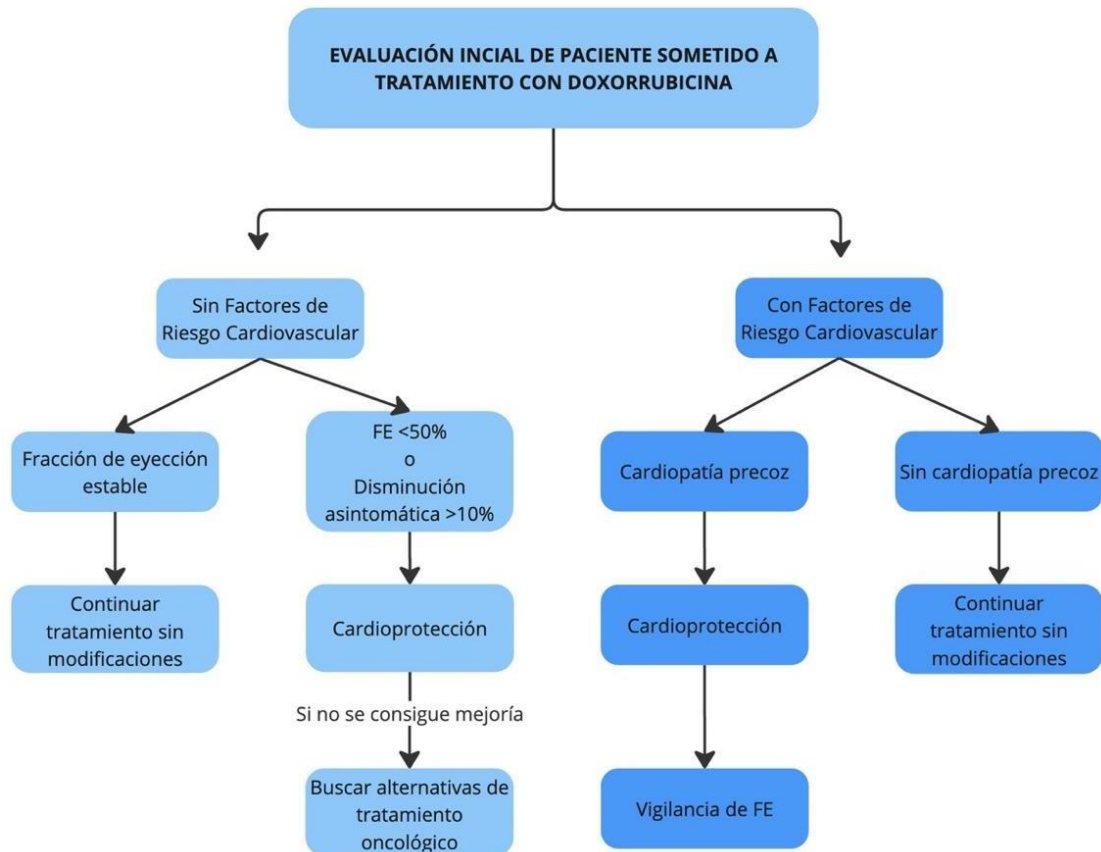 EVALUACIÓN INCIAL DE PACIENTE SOMETIDO A
TRATAMIENTO CON DOXORRUBICINA
Sin Factores de
Riesgo Cardiovascular
Con Factores de
Riesgo Cardiovascular
Fracción de eyección
estable
FE <50%
o
Disminución
asintomática >10%
Cardiopatía precoz
Sin cardiopatía precoz
Continuar
tratamiento sin
modificaciones
Cardioprotección
Cardioprotección
Continuar
tratamiento sin
modificaciones
Si no se consigue mejoría
Buscar alternativas de
tratamiento
oncológico
Vigilancia de FE